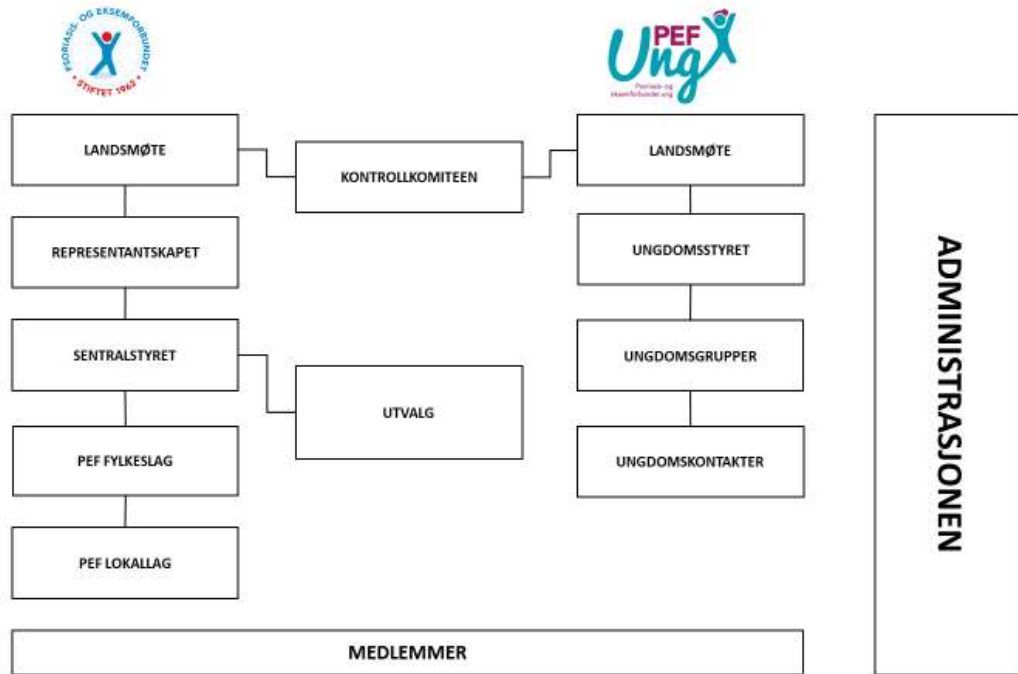 PSORIASIS- OG EKSEMFORBUNDET
• STIFTET 1962 •
PEF
Ung
Psoriasis- og
eksemforbundet ung
LANDSMØTE
KONTROLLKOMITEEN
LANDSMØTE
REPRESENTANTSKAPET
UNGDOMSSTYRET
SENTRALSTYRET
UNGDOMSGRUPPER
UTVALG
PEF FYLKESLAG
UNGDOMSKONTAKTER
PEF LOKALLAG
MEDLEMMER
ADMINISTRASJONEN